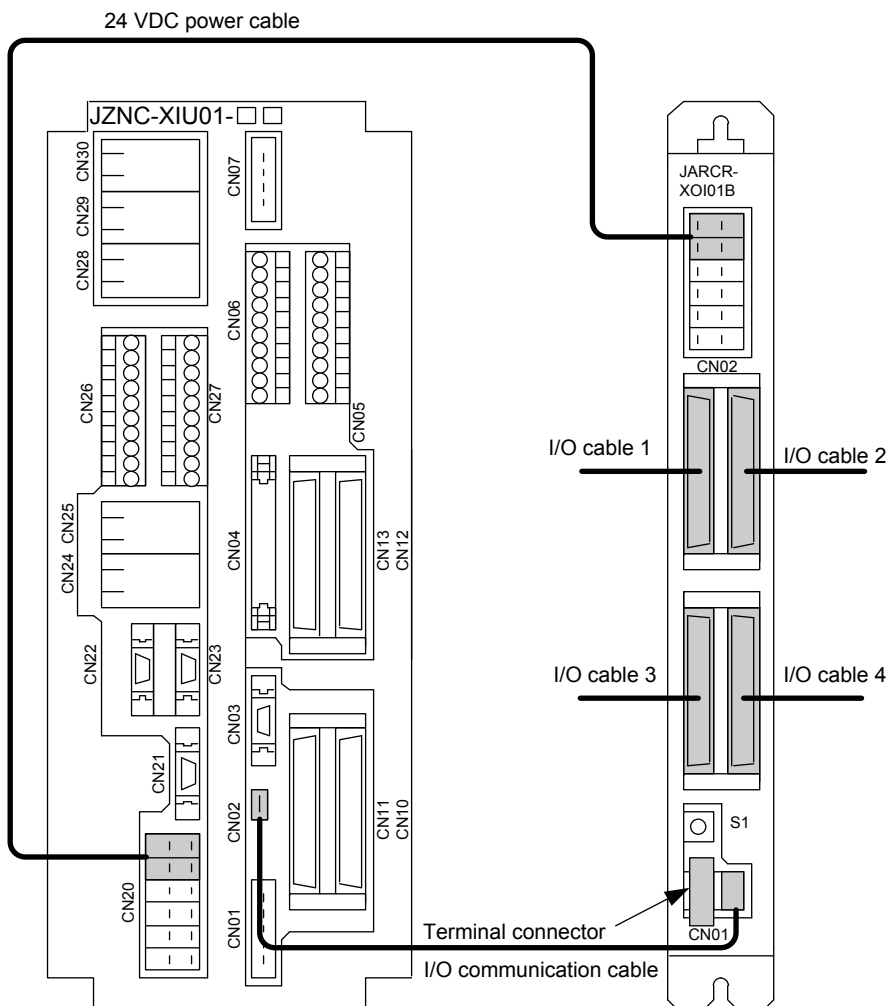 24 VDC power cable
JZNC-XIU01-□□
CN30
CN29
CN28
CN07
CN06
CN05
CN26
CN27
CN25
CN24
CN04
CN13
CN12
CN22
CN23
CN03
CN21
CN02
CN11
CN10
CN20
CN01
JARCR-
XOI01B
CN02
I/O cable 1
I/O cable 2
I/O cable 3
I/O cable 4
S1
Terminal connector
CN01
I/O communication cable